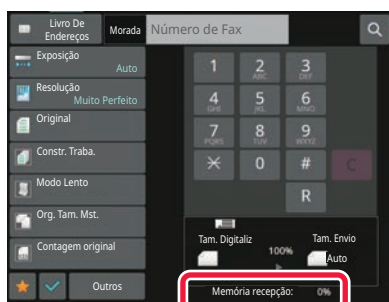 Livro De
Endereços
Morada
Número de Fax
Exposição
Auto
Resolução
Muito Perfeito
Original
Constr. Traba.
Modo Lento
Org. Tam. Mst.
Contagem original
Outros
1
2
ABC
3
DEF
4
GHI
5
JKL
6
MNO
7
PQRS
8
TUV
9
WXYZ
0
#
C
R
Tam. Digitaliz
100%
Tam. Envio
Auto
Memória recepção: 0%